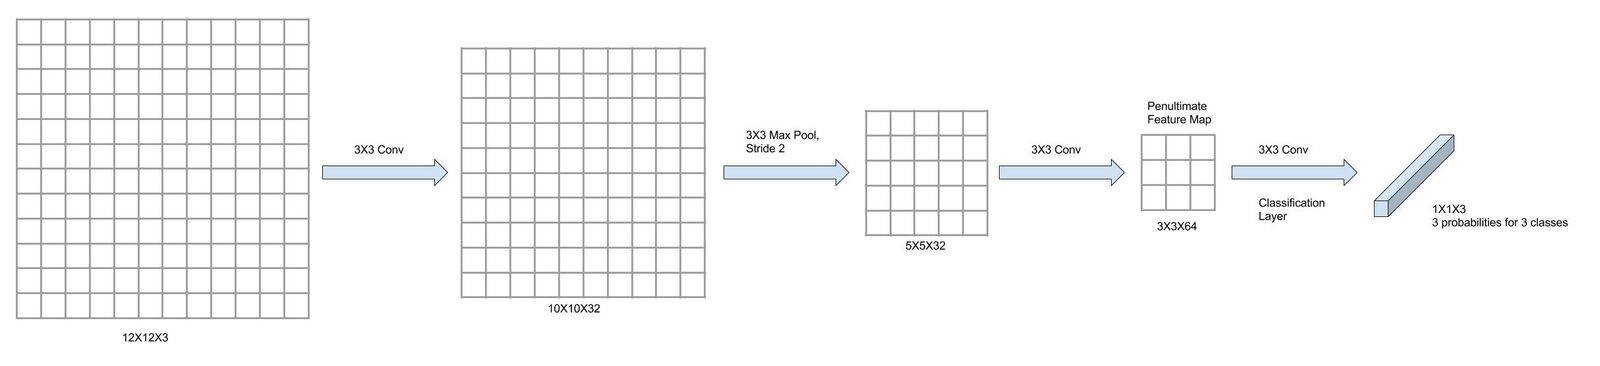 12X12X3
3X3 Conv
10X10X32
3X3 Max Pool,
Stride 2
5X5X32
3X3 Conv
Penultimate
Feature Map
3X3X64
3X3 Conv
Classification
Layer
1X1X3
3 probabilities for 3 classes